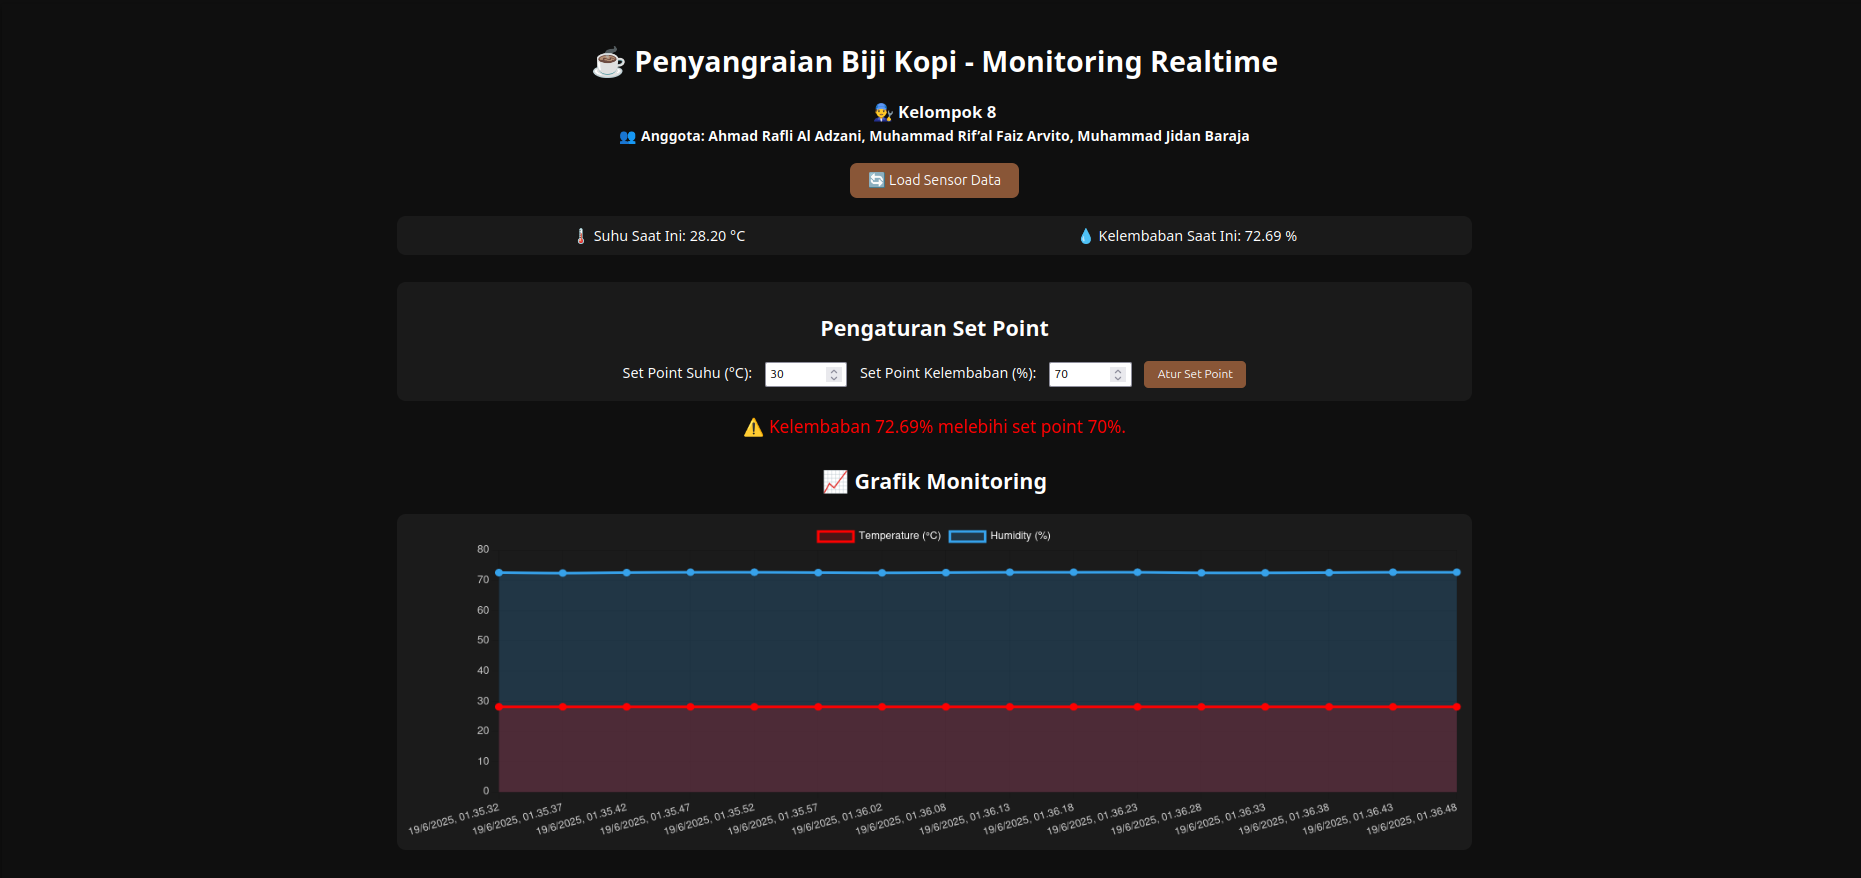 ☕ Penyangraian Biji Kopi - Monitoring Realtime
👨‍🔧 Kelompok 8
👥 Anggota: Ahmad Rafli Al Adzani, Muhammad Rif'al Faiz Arvito, Muhammad Jidan Baraja
🔄 Load Sensor Data
🌡️ Suhu Saat Ini: 28.20 °C
💧 Kelembaban Saat Ini: 72.69 %
Pengaturan Set Point
Set Point Suhu (°C): 30 Set Point Kelembaban (%): 70 Atur Set Point
⚠️ Kelembaban 72.69% melebihi set point 70%.
📈 Grafik Monitoring
Temperature (°C) Humidity (%)
80
70
60
50
40
30
20
10
0
19/6/2025, 01.35.32
19/6/2025, 01.35.37
19/6/2025, 01.35.42
19/6/2025, 01.35.47
19/6/2025, 01.35.52
19/6/2025, 01.35.57
19/6/2025, 01.36.02
19/6/2025, 01.36.08
19/6/2025, 01.36.13
19/6/2025, 01.36.18
19/6/2025, 01.36.23
19/6/2025, 01.36.28
19/6/2025, 01.36.33
19/6/2025, 01.36.38
19/6/2025, 01.36.43
19/6/2025, 01.36.48